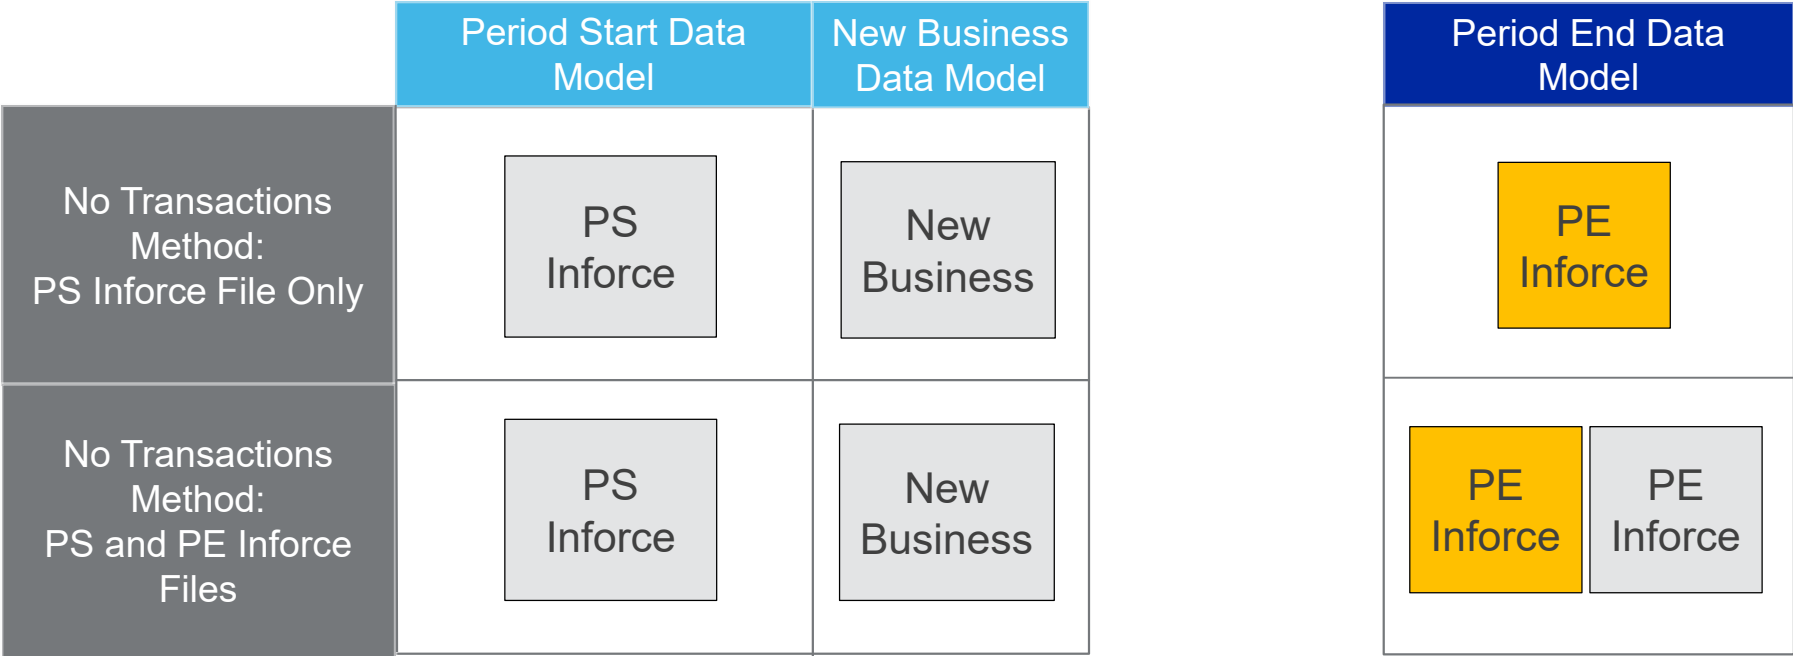 Period Start Data
Model
New Business
Data Model
Period End Data
Model
No Transactions
Method:
PS Inforce File Only
PS
Inforce
New
Business
PE
Inforce
No Transactions
Method:
PS and PE Inforce
Files
PS
Inforce
New
Business
PE
Inforce
PE
Inforce